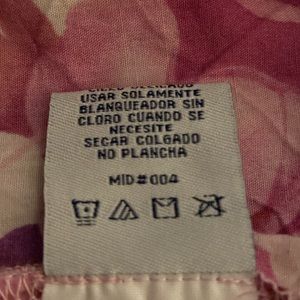 USAR SOLAMENTE
BLANQUEADOR SIN
CLORO CUANDO SE
NECESITE
SECAR COLGADO
NO PLANCHA
MID#004